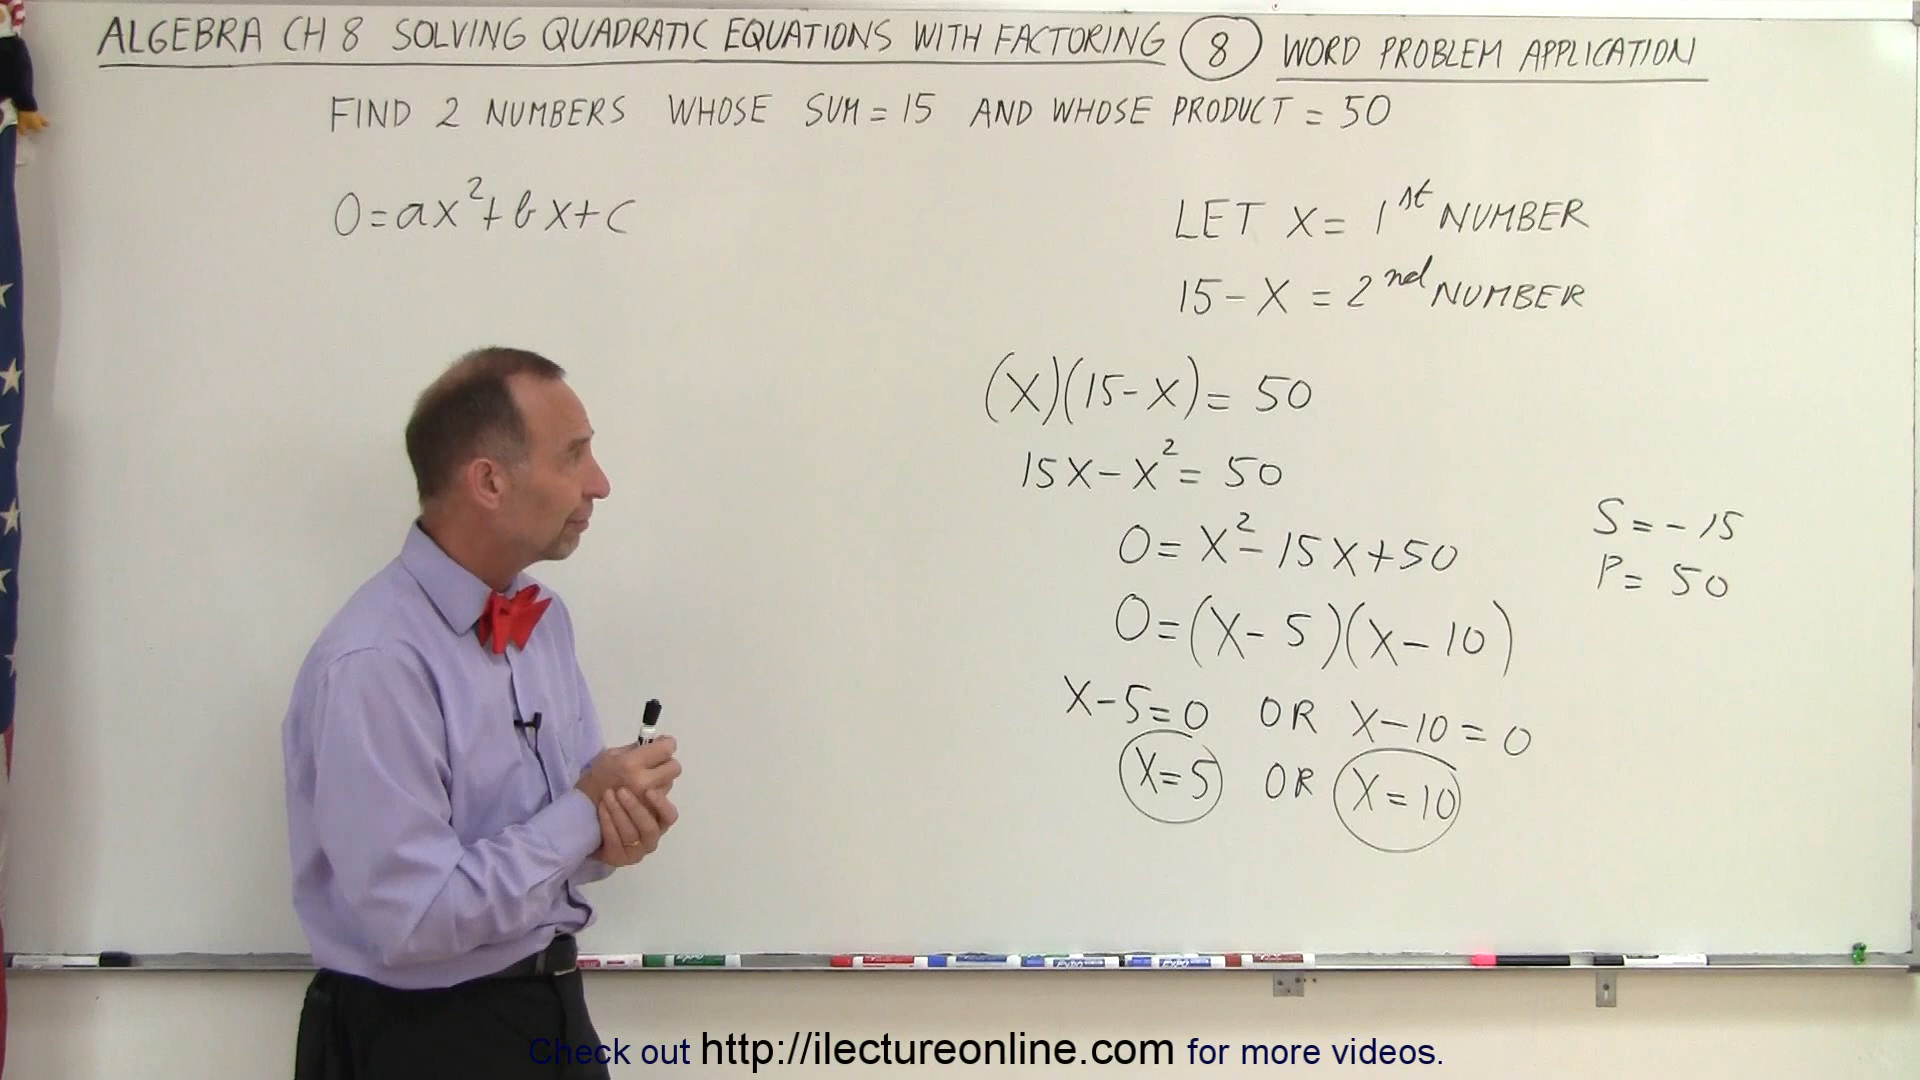 ALGEBRA CH 8 SOLVING QUADRATIC EQUATIONS WITH FACTORING 8 WORD PROBLEM APPLICATION
FIND 2 NUMBERS WHOSE SUM = 15 AND WHOSE PRODUCT = 50
0=ax²+bx+c
LET X = 1st NUMBER
15-X = 2nd NUMBER
(X)(15-X)= 50
15X-X²= 50
0= X²-15X+50
S=-15
P= 50
0=(X-5)(X-10)
X-5=0 OR X-10=0
X=5 OR X=10
EXPO
EXPO
Check out http://ilectureonline.com for more videos.